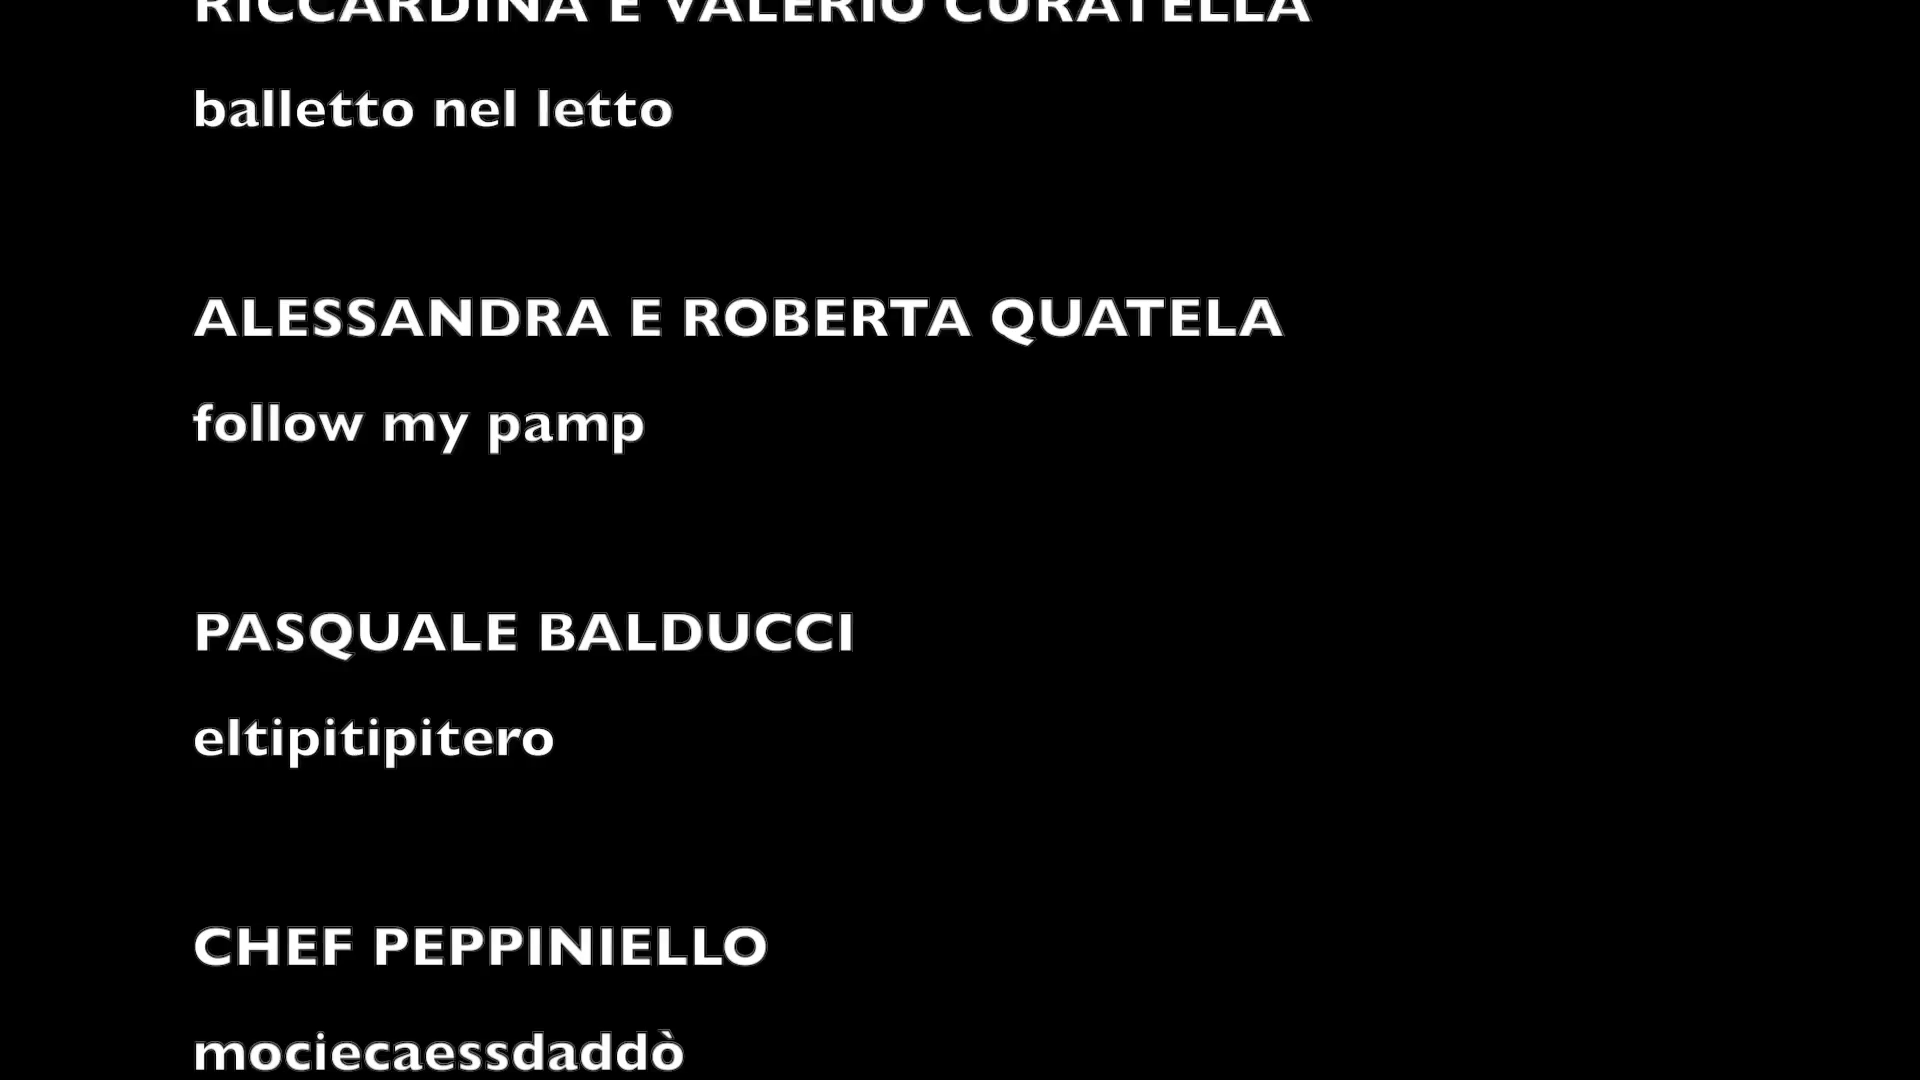 RICCARDINA E VALERIO CURATELLA
balletto nel letto
ALESSANDRA E ROBERTA QUATELA
follow my pamp
PASQUALE BALDUCCI
eltipitipitero
CHEF PEPPINIELLO
mociecaessdaddò